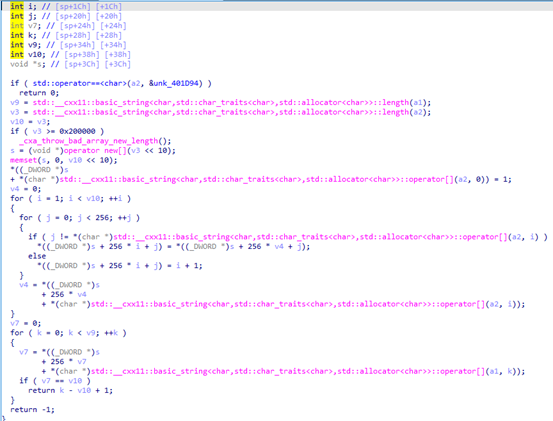 int i; // [sp+1Ch] [+1Ch]
int j; // [sp+20h] [+20h]
int v7; // [sp+24h] [+24h]
int k; // [sp+28h] [+28h]
int v9; // [sp+34h] [+34h]
int v10; // [sp+38h] [+38h]
void *s; // [sp+3Ch] [+3Ch]
if ( std::operator==<char>(a2, &unk_401D94) )
return 0;
v9 = std::__cxx11::basic_string<char,std::char_traits<char>,std::allocator<char>>::length(a1);
v3 = std::__cxx11::basic_string<char,std::char_traits<char>,std::allocator<char>>::length(a2);
v10 = v3;
if ( v3 >= 0x200000 )
_cxa_throw_bad_array_new_length();
s = (void *)operator new[](v3 << 10);
memset(s, 0, v10 << 10);
*((_DWORD *)s
+ *(char *)std::__cxx11::basic_string<char,std::char_traits<char>,std::allocator<char>>::operator[](a2, 0)) = 1;
v4 = 0;
for ( i = 1; i < v10; ++i )
{
for ( j = 0; j < 256; ++j )
{
if ( j != *(char *)std::__cxx11::basic_string<char,std::char_traits<char>,std::allocator<char>>::operator[](a2, i) )
*((_DWORD *)s + 256 * i + j) = *((_DWORD *)s + 256 * v4 + j);
else
*((_DWORD *)s + 256 * i + j) = i + 1;
}
v4 = *((_DWORD *)s
+ 256 * v4
+ *(char *)std::__cxx11::basic_string<char,std::char_traits<char>,std::allocator<char>>::operator[](a2, i));
}
v7 = 0;
for ( k = 0; k < v9; ++k )
{
v7 = *((_DWORD *)s
+ 256 * v7
+ *(char *)std::__cxx11::basic_string<char,std::char_traits<char>,std::allocator<char>>::operator[](a1, k));
if ( v7 == v10 )
return k - v10 + 1;
}
return -1;
}